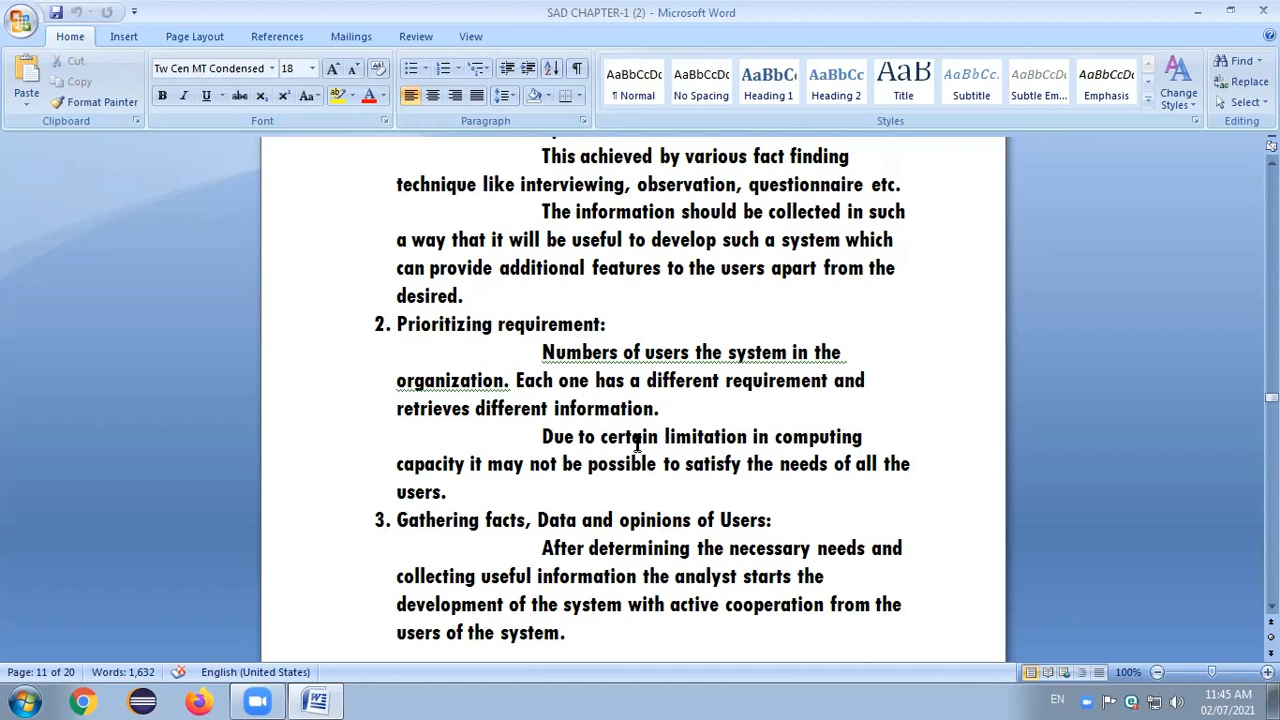 SAD CHAPTER-1 (2) - Microsoft Word
Home Insert Page Layout References Mailings Review View
Paste
Cut
Copy
Format Painter
Clipboard
Tw Cen MT Condensed 18
Font
Paragraph
AaBbCcDc AaBbCcDc AaBbCc AaBbCc AaB AaBbCc. AaBbCcDc AaBbCcDc
¶ Normal No Spacing Heading 1 Heading 2 Title Subtitle Subtle Em... Emphasis
Change Styles
Styles
Find
Replace
Select
Editing
This achieved by various fact finding
technique like interviewing, observation, questionnaire etc.
The information should be collected in such
a way that it will be useful to develop such a system which
can provide additional features to the users apart from the
desired.
2. Prioritizing requirement:
Numbers of users the system in the
organization. Each one has a different requirement and
retrieves different information.
Due to certain limitation in computing
capacity it may not be possible to satisfy the needs of all the
users.
3. Gathering facts, Data and opinions of Users:
After determining the necessary needs and
collecting useful information the analyst starts the
development of the system with active cooperation from the
users of the system.
Page: 11 of 20 Words: 1,632 English (United States) 100%
EN
11:45 AM
02/07/2021